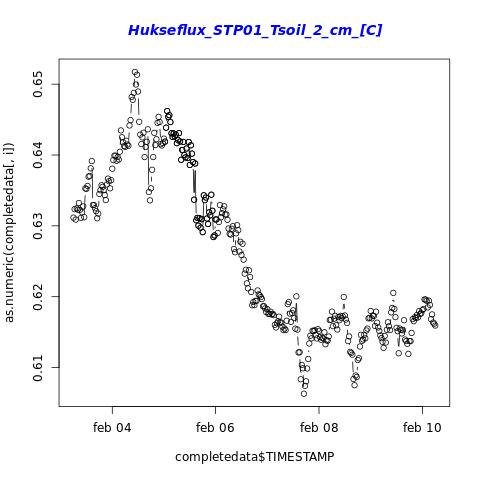 Hukseflux_STP01_Tsoil_2_cm_[C]
as.numeric(completedata[, i])
0.65
0.64
0.63
0.62
0.61
feb 04
feb 06
feb 08
feb 10
completedata$TIMESTAMP